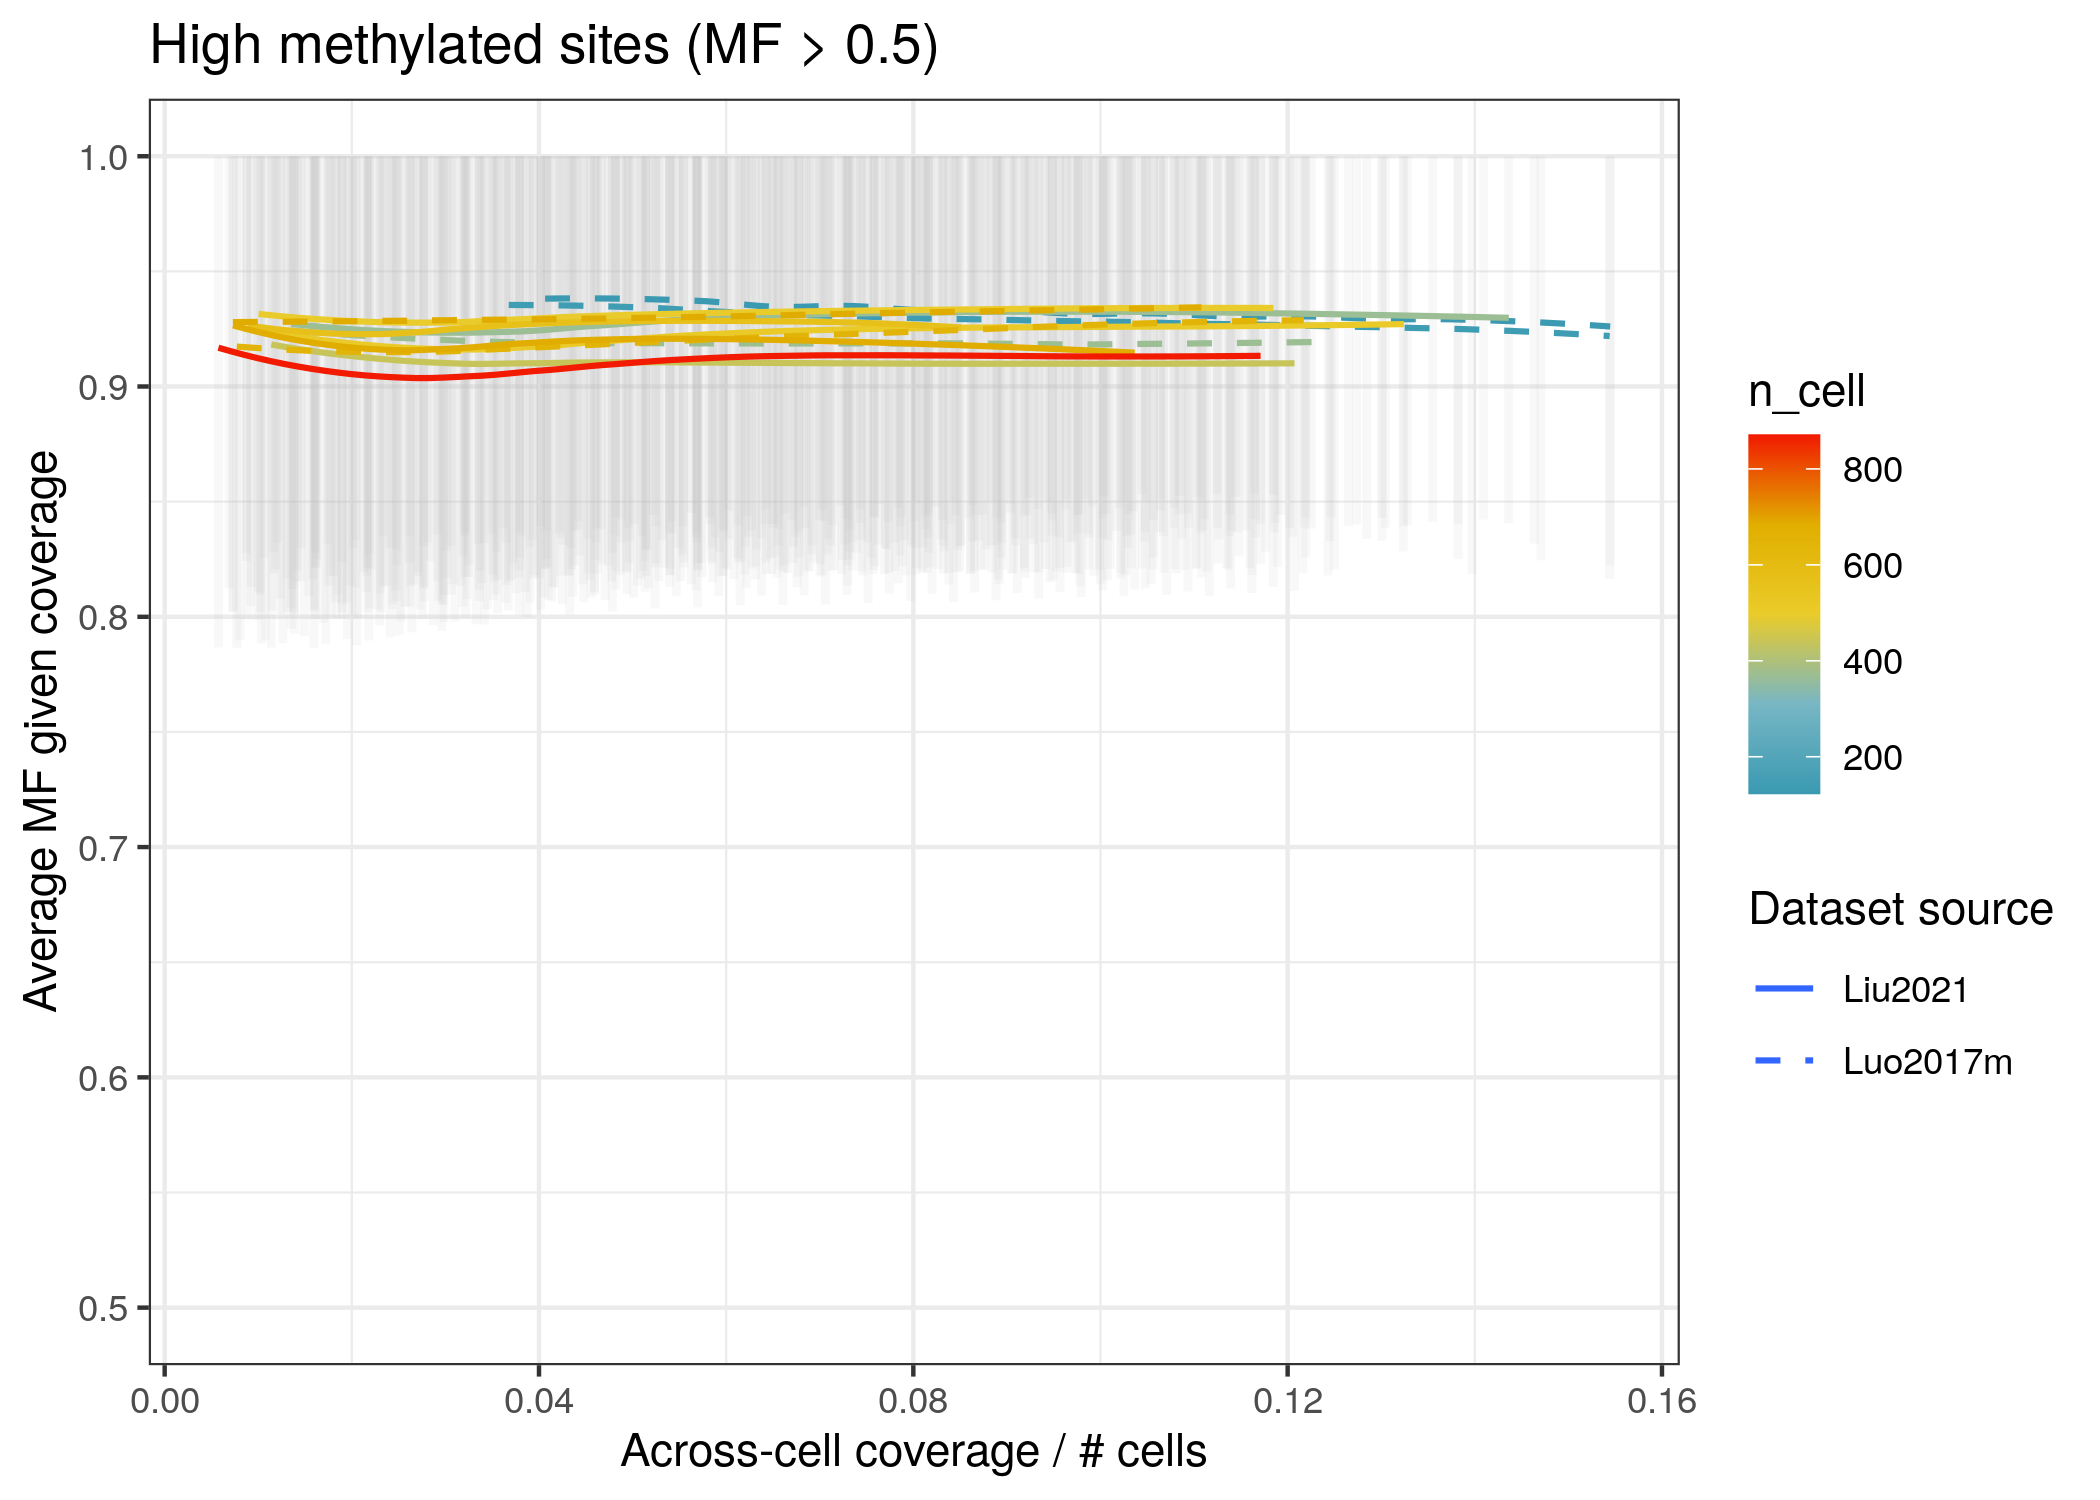 High methylated sites (MF > 0.5)
Average MF given coverage
1.0
0.9
0.8
0.7
0.6
0.5
0.00
0.04
0.08
0.12
0.16
Across-cell coverage / # cells
n_cell
800
600
400
200
Dataset source
Liu2021
Luo2017m